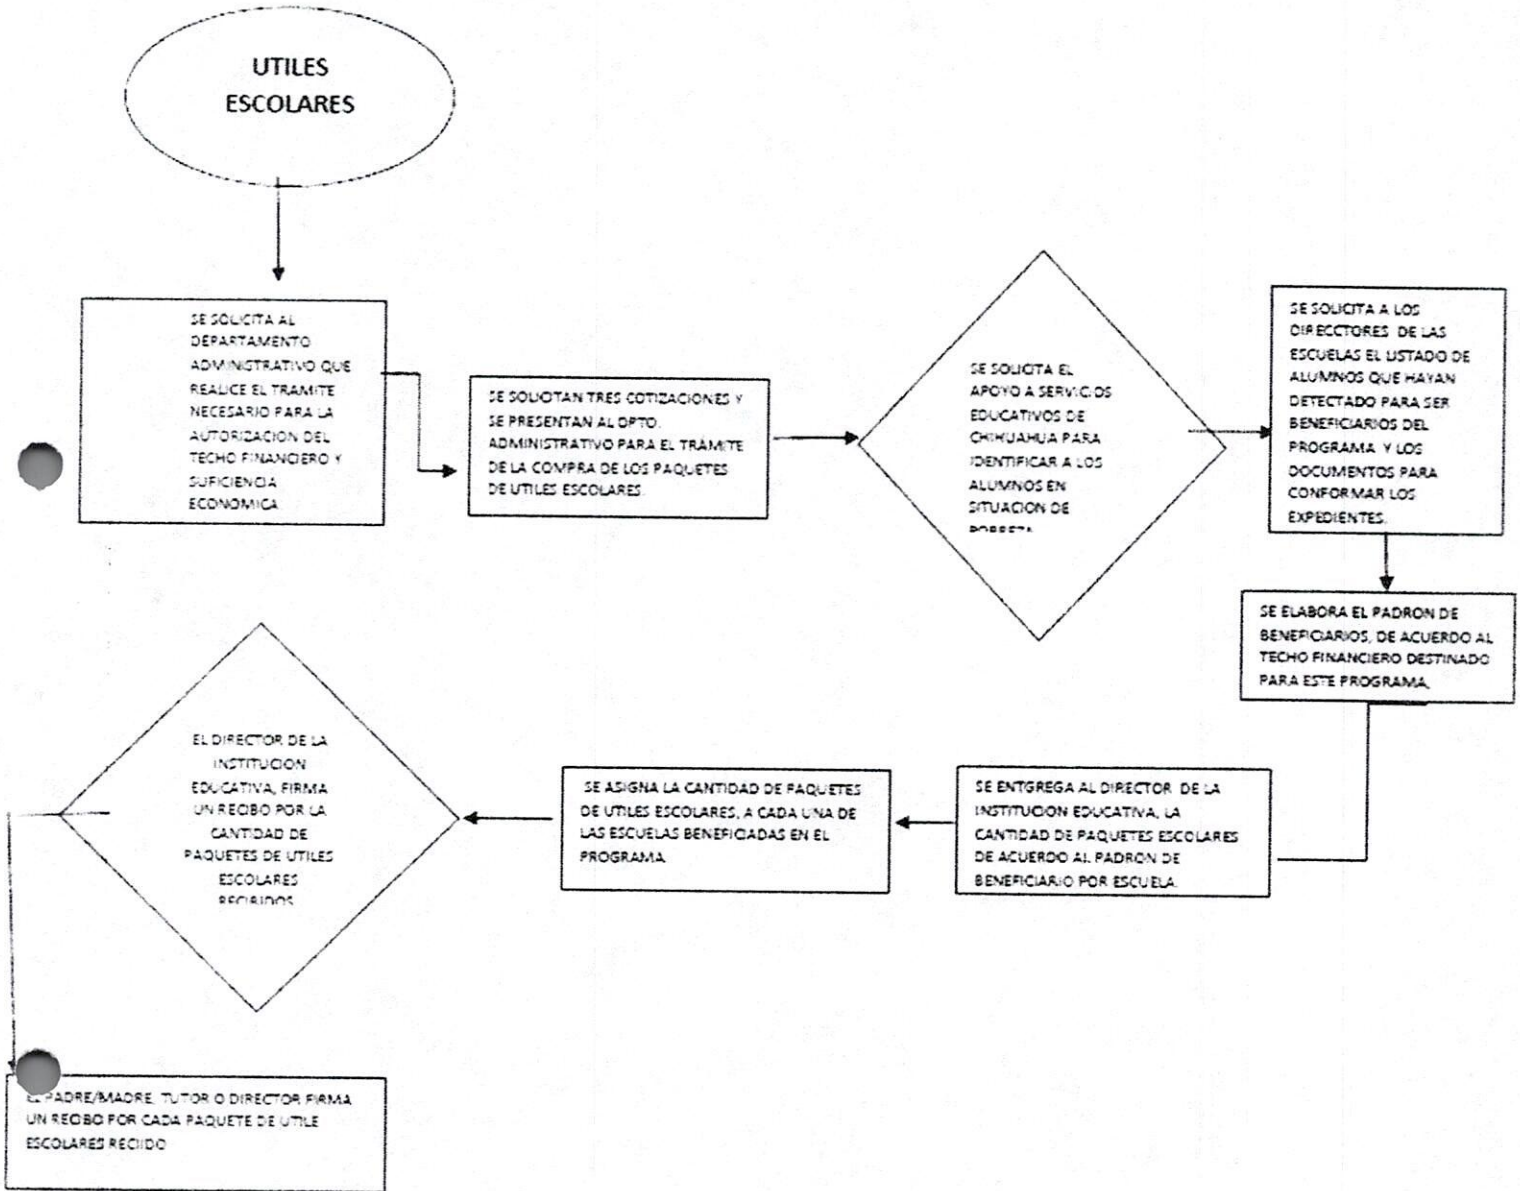 UTILES
ESCOLARES
SE SOLICITA AL
DEPARTAMENTO
ADMINISTRATIVO QUE
REALICE EL TRAMITE
NECESARIO PARA LA
AUTORIZACION DEL
TECHO FINANCIERO Y
SUFICIENCIA
ECONOMICA
SE SOLICITAN TRES COTIZACIONES Y
SE PRESENTAN AL DPTO.
ADMINISTRATIVO PARA EL TRÁMITE
DE LA COMPRA DE LOS PAQUETES
DE UTILES ESCOLARES.
SE SOLICITA EL
APOYO A SERVICIOS
EDUCATIVOS DE
CHIHUAHUA PARA
IDENTIFICAR A LOS
ALUMNOS EN
SITUACION DE
POBREZA
SE SOLICITA A LOS
DIRECCTORES DE LAS
ESCUELAS EL LISTADO DE
ALUMNOS QUE HAYAN
DETECTADO PARA SER
BENEFICIARIOS DEL
PROGRAMA Y LOS
DOCUMENTOS PARA
CONFORMAR LOS
EXPEDIENTES.
SE ELABORA EL PADRON DE
BENEFICIARIOS, DE ACUERDO AL
TECHO FINANCIERO DESTINADO
PARA ESTE PROGRAMA,
SE ENTGREGA AL DIRECTOR DE LA
INSTITUCION EDUCATIVA, LA
CANTIDAD DE PAQUETES ESCOLARES
DE ACUERDO AL PADRON DE
BENEFICIARIO POR ESCUELA.
SE ASIGNA LA CANTIDAD DE PAQUETES
DE UTILES ESCOLARES, A CADA UNA DE
LAS ESCUELAS BENEFICIADAS EN EL
PROGRAMA.
EL DIRECTOR DE LA
INSTITUCION
EDUCATIVA, FIRMA
UN RECIBO POR LA
CANTIDAD DE
PAQUETES DE UTILES
ESCOLARES
RECIBIDOS
EL PADRE/MADRE, TUTOR O DIRECTOR FIRMA
UN RECIBO POR CADA PAQUETE DE UTILE
ESCOLARES RECIIDO